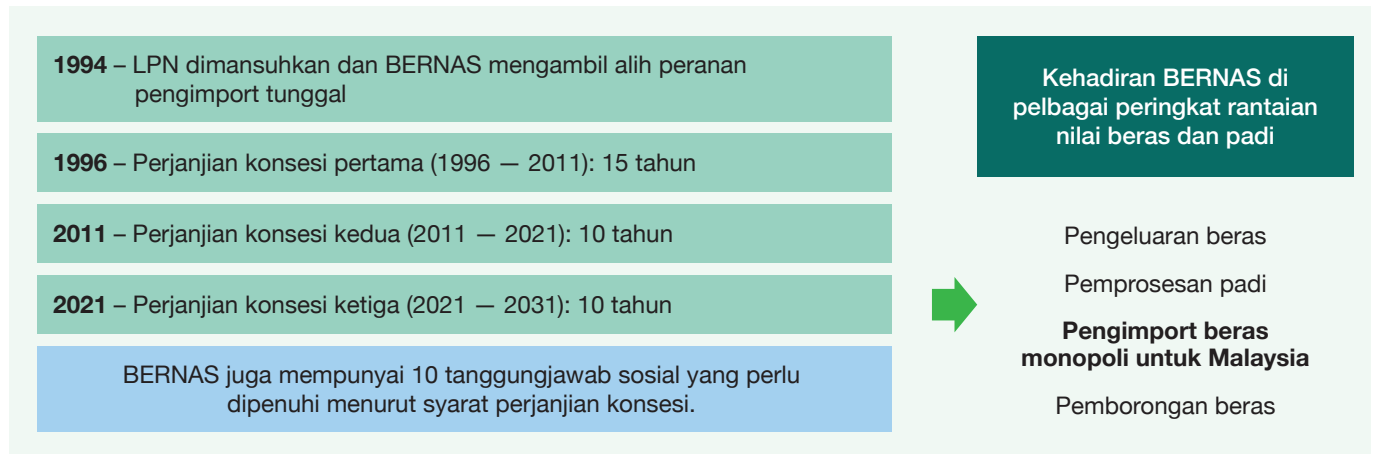 1994 – LPN dimansuhkan dan BERNAS mengambil alih peranan
pengimport tunggal
1996 – Perjanjian konsesi pertama (1996 — 2011): 15 tahun
2011 – Perjanjian konsesi kedua (2011 — 2021): 10 tahun
2021 – Perjanjian konsesi ketiga (2021 — 2031): 10 tahun
BERNAS juga mempunyai 10 tanggungjawab sosial yang perlu
dipenuhi menurut syarat perjanjian konsesi.
Kehadiran BERNAS di
pelbagai peringkat rantaian
nilai beras dan padi
Pengeluaran beras
Pemprosesan padi
Pengimport beras
monopoli untuk Malaysia
Pemborongan beras